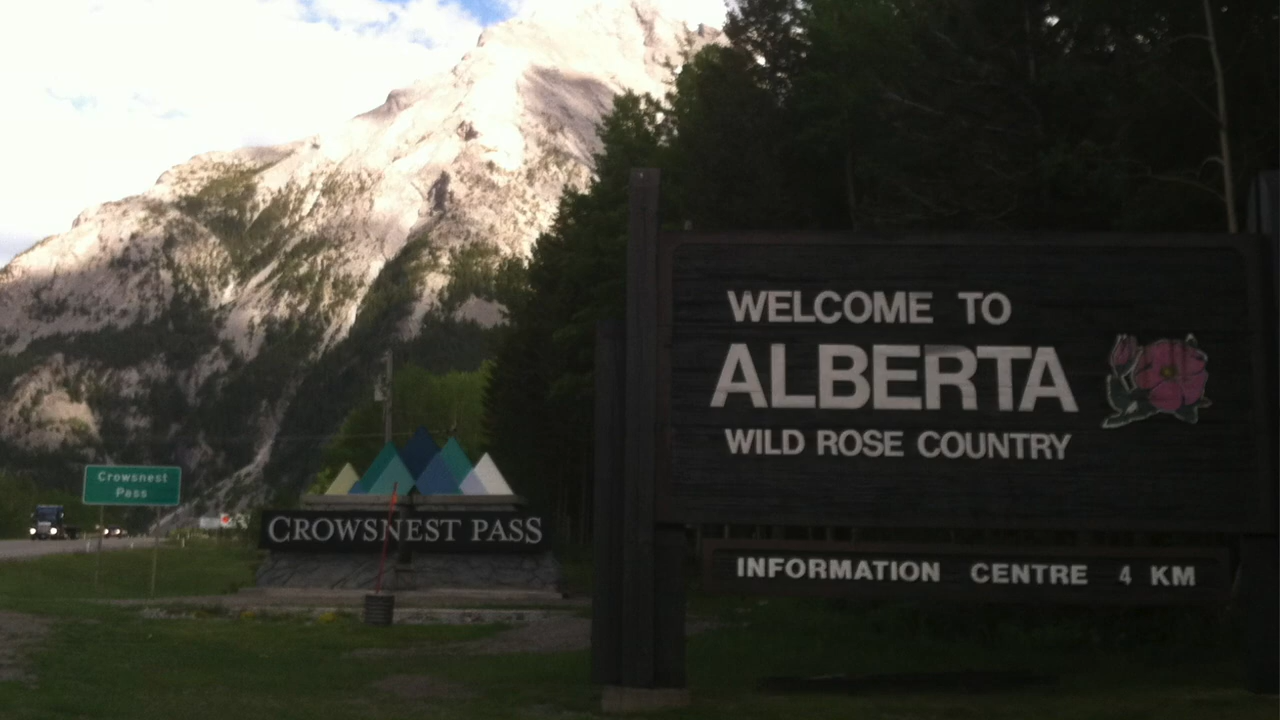 WELCOME TO
ALBERTA
WILD ROSE COUNTRY
INFORMATION CENTRE 4 KM
Crowsnest
Pass
CROWSNEST PASS